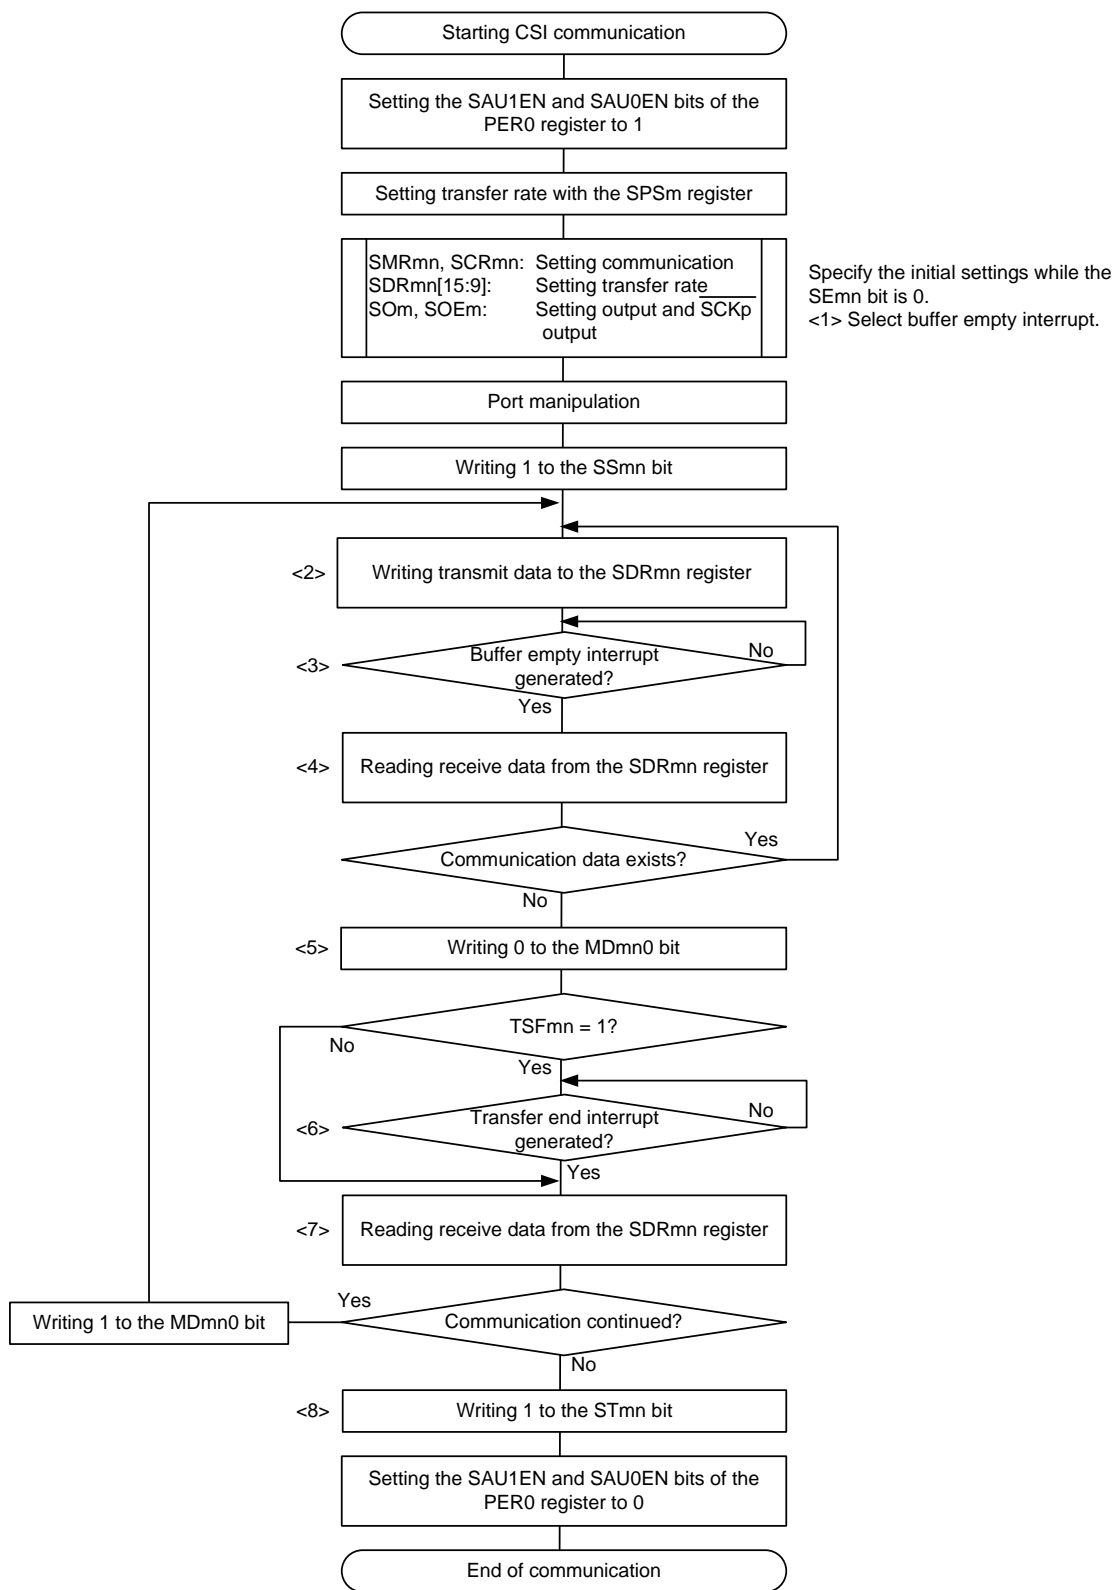 Starting CSI communication
Setting the SAU1EN and SAU0EN bits of the
PER0 register to 1
Setting transfer rate with the SPSm register
SMRmn, SCRmn: Setting communication
SDRmn[15:9]: Setting transfer rate
SOm, SOEm: Setting output and SCKp
output
Specify the initial settings while the
SEmn bit is 0.
<1> Select buffer empty interrupt.
Port manipulation
Writing 1 to the SSmn bit
<2>
Writing transmit data to the SDRmn register
<3>
Buffer empty interrupt
generated?
No
Yes
<4>
Reading receive data from the SDRmn register
Communication data exists?
Yes
No
<5>
Writing 0 to the MDmn0 bit
TSFmn = 1?
No
Yes
<6>
Transfer end interrupt
generated?
No
Yes
<7>
Reading receive data from the SDRmn register
Communication continued?
Yes
Writing 1 to the MDmn0 bit
No
<8>
Writing 1 to the STmn bit
Setting the SAU1EN and SAU0EN bits of the
PER0 register to 0
End of communication